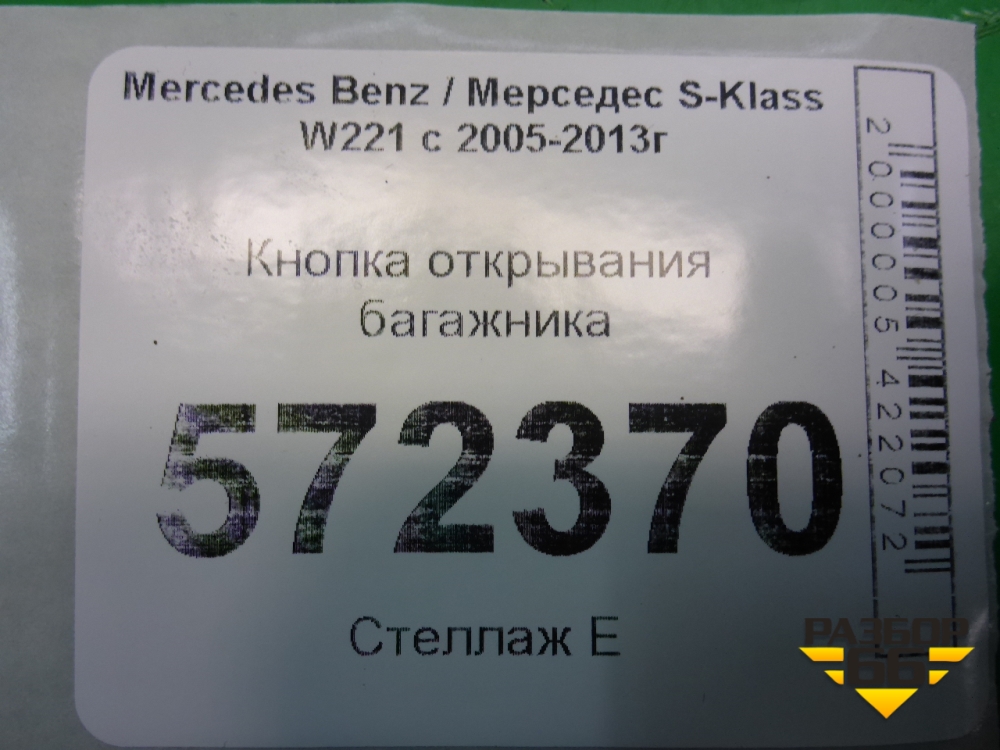 Mercedes Benz / Мерседес S-Klass
W221 с 2005-2013г
Кнопка открывания
багажника
572370
Стеллаж Е
2000005422072
РАЗБОР
66